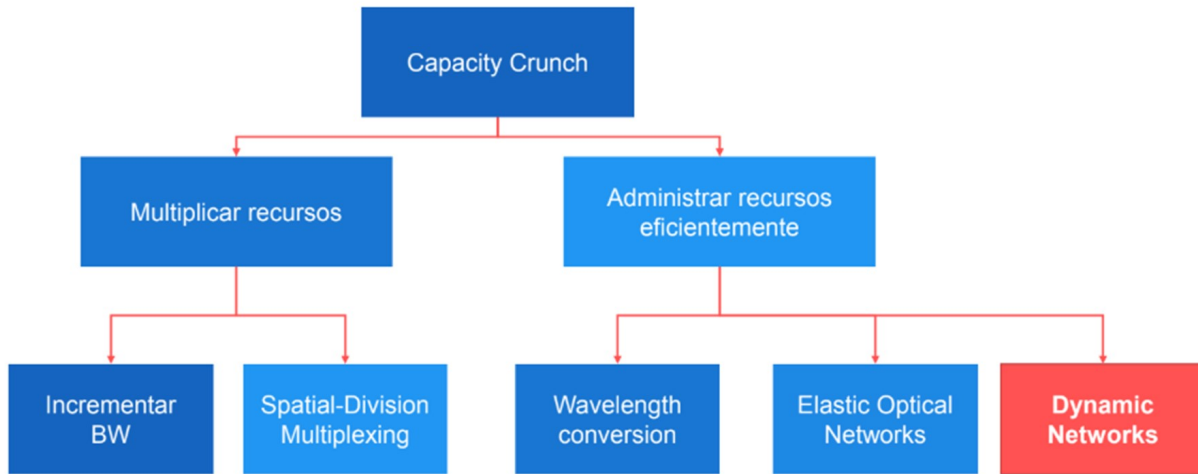 Capacity Crunch
Multiplicar recursos
Administrar recursos
eficientemente
Incrementar
BW
Spatial-Division
Multiplexing
Wavelength
conversion
Elastic Optical
Networks
Dynamic
Networks